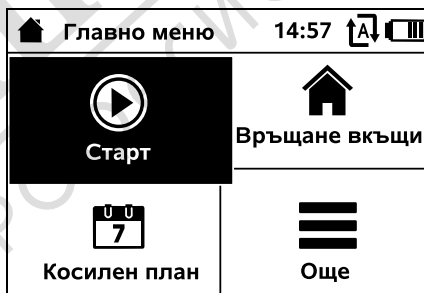 Главно меню 14:57 A
Старт
Връщане вкъщи
7
Косилен план
Още